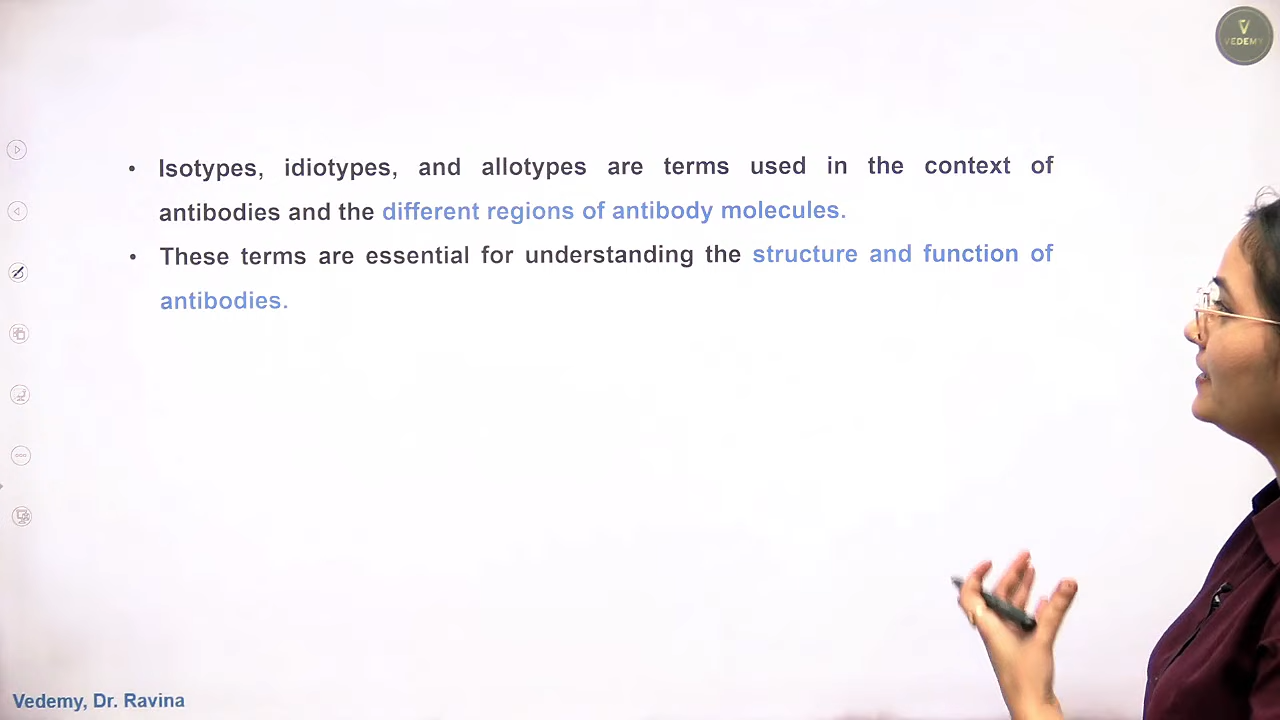 V
VEDEMY
• Isotypes, idiotypes, and allotypes are terms used in the context of
antibodies and the different regions of antibody molecules.
• These terms are essential for understanding the structure and function of
antibodies.
Vedemy, Dr. Ravina